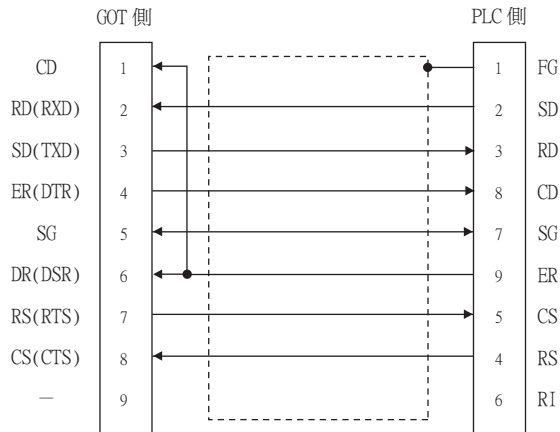 GOT 側 PLC 側
CD 1 1 FG
RD(RXD) 2 2 SD
SD(TXD) 3 3 RD
ER(DTR) 4 8 CD
SG 5 7 SG
DR(DSR) 6 9 ER
RS(RTS) 7 5 CS
CS(CTS) 8 4 RS
— 9 6 RI